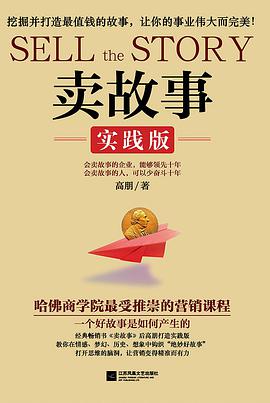 挖掘并打造最值钱的故事，让你的事业伟大而完美！
SELL the STORY
卖故事
实践版
会卖故事的企业，能够领先十年
会卖故事的人，可以少奋斗十年
高朋/著
哈佛商学院最受推崇的营销课程
一个好故事是如何产生的
经典畅销书《卖故事》后高朋打造实践版
教你在情感、梦幻、历史、想象中钩织“绝妙好故事”
打开思维的脑洞，让营销变得精准而有力
江苏凤凰文艺出版社